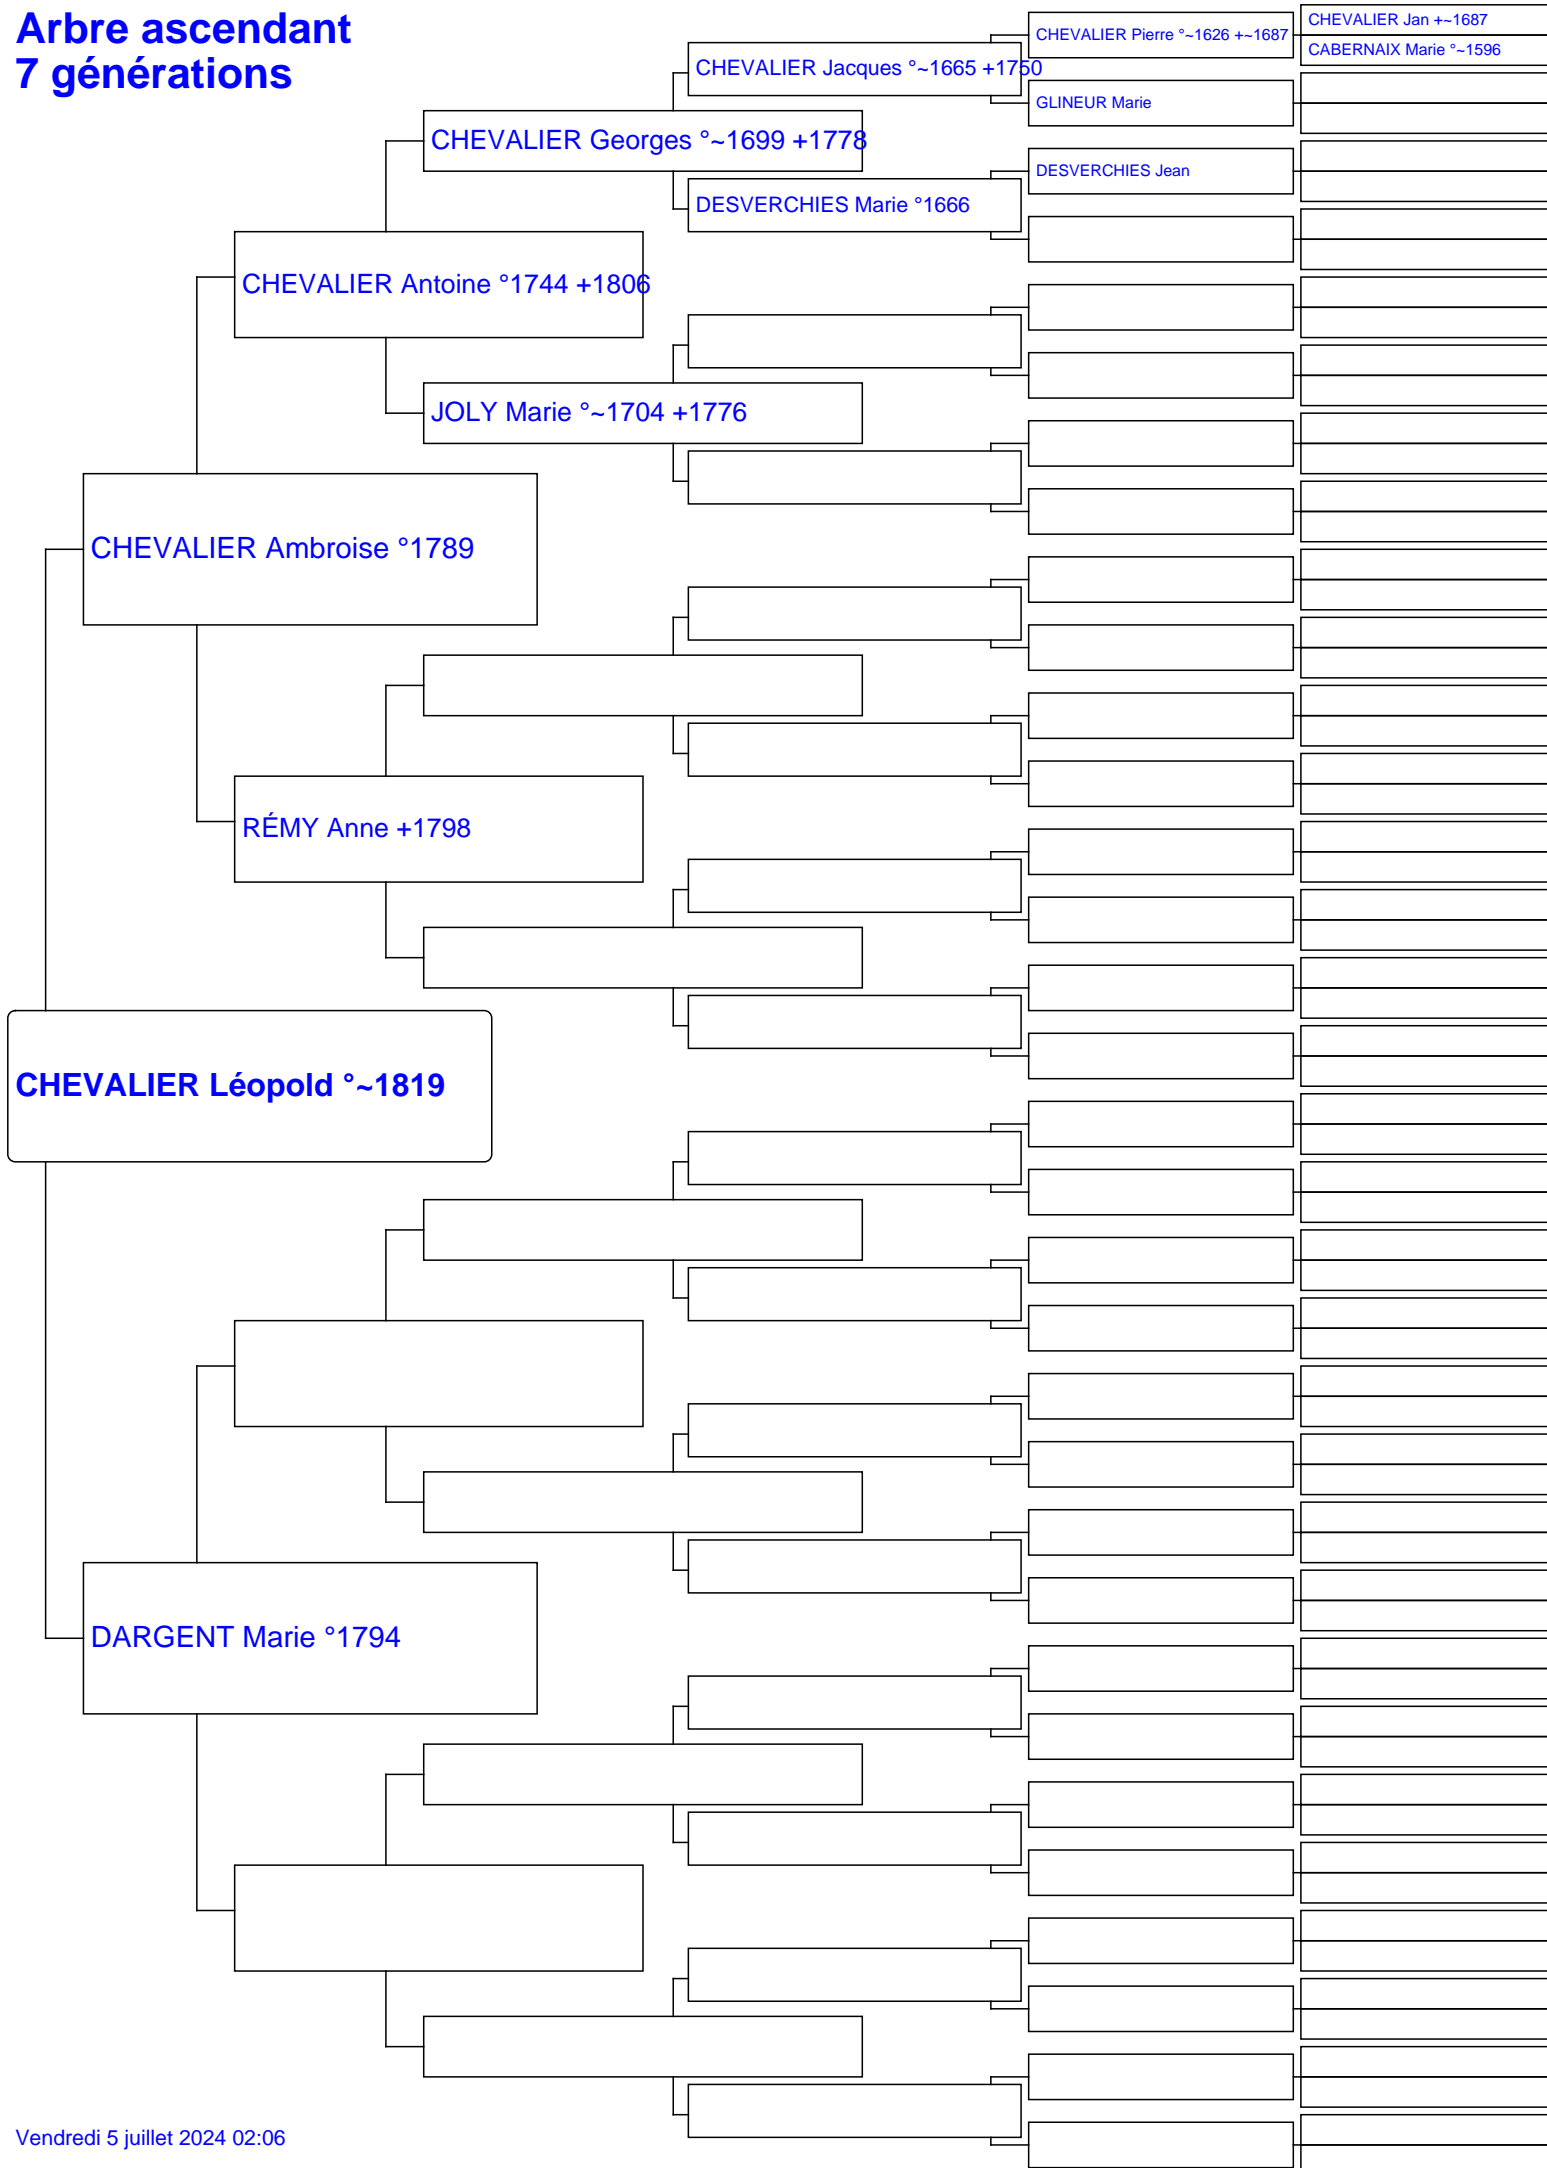 Arbre ascendant
7 générations
CHEVALIER Jan +~1687
CHEVALIER Pierre °~1626 +~1687
CABERNAIX Marie °~1596
CHEVALIER Jacques °~1665 +1750
GLINEUR Marie
CHEVALIER Georges °~1699 +1778
DESVERCHIES Jean
DESVERCHIES Marie °1666
CHEVALIER Antoine °1744 +1806
JOLY Marie °~1704 +1776
CHEVALIER Ambroise °1789
RÉMY Anne +1798
CHEVALIER Léopold °~1819
DARGENT Marie °1794
Vendredi 5 juillet 2024 02:06